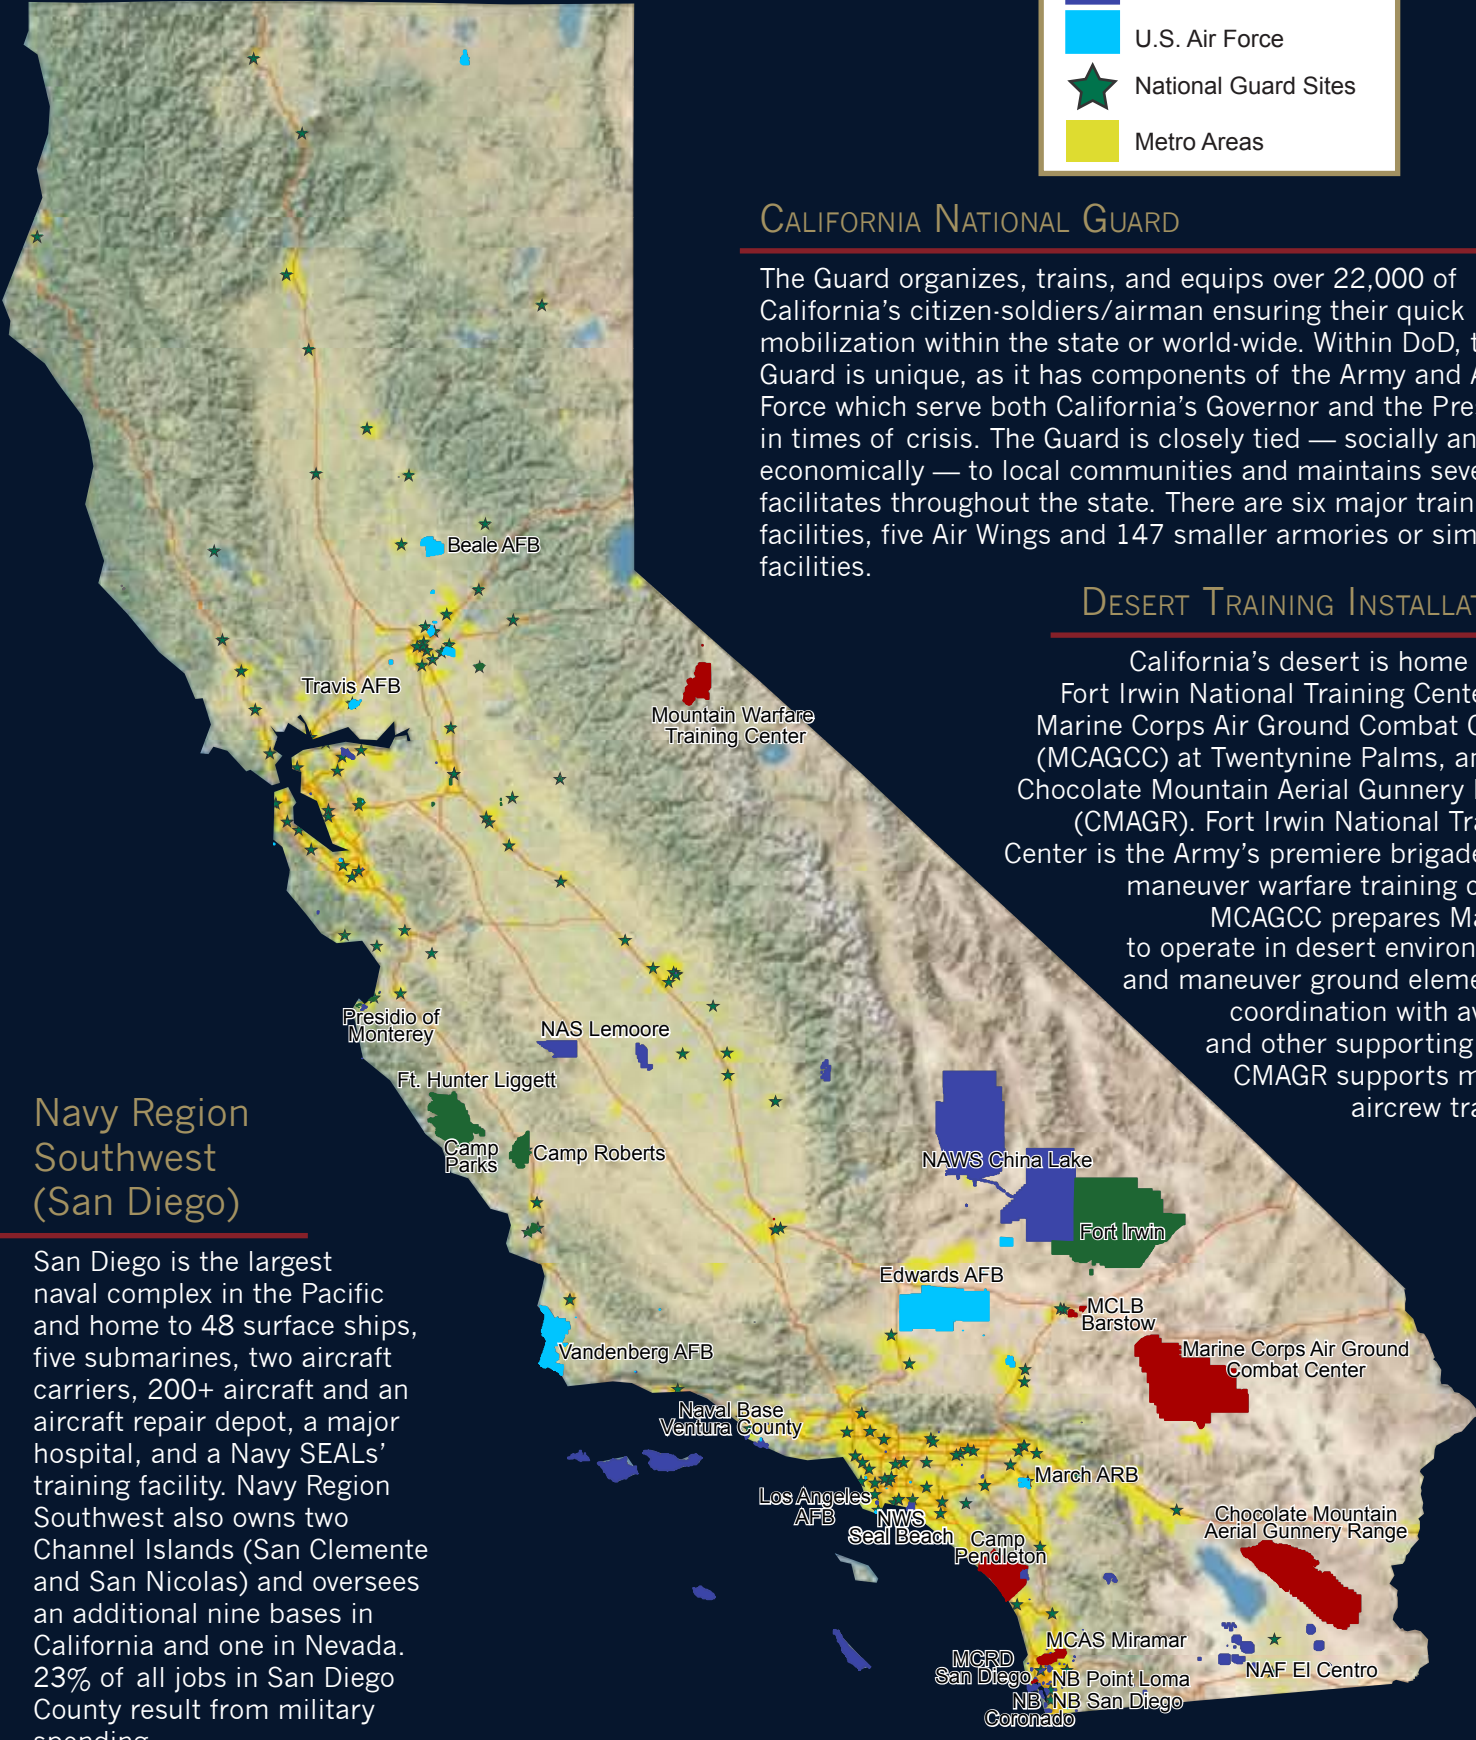 U.S. Air Force
National Guard Sites
Metro Areas
California National Guard
The Guard organizes, trains, and equips over 22,000 of
California's citizen-soldiers/airman ensuring their quick
mobilization within the state or world-wide. Within DoD,
Guard is unique, as it has components of the Army and
Force which serve both California's Governor and the
in times of crisis. The Guard is closely tied — socially
economically — to local communities and maintains
facilitates throughout the state. There are six major
facilities, five Air Wings and 147 smaller armories or
facilities.
Desert Training
California's desert is home
Fort Irwin National Training
Marine Corps Air Ground Combat
(MCAGCC) at Twentynine Palms,
Chocolate Mountain Aerial Gunnery
(CMAGR). Fort Irwin National
Center is the Army's premiere
maneuver warfare training
MCAGCC prepares
to operate in desert
and maneuver ground
coordination with
and other supporting
CMAGR supports
aircrew
Navy Region
Southwest
(San Diego)
San Diego is the largest
naval complex in the Pacific
and home to 48 surface ships,
five submarines, two aircraft
carriers, 200+ aircraft and an
aircraft repair depot, a major
hospital, and a Navy SEALs'
training facility. Navy Region
Southwest also owns two
Channel Islands (San Clemente
and San Nicolas) and oversees
an additional nine bases in
California and one in Nevada.
23% of all jobs in San Diego
County result from military
spending
Beale AFB
Travis AFB
Mountain Warfare
Training Center
Presidio of
Monterey
NAS Lemoore
Ft. Hunter Liggett
Camp
Parks
Camp Roberts
NAWS China Lake
Fort Irwin
Edwards AFB
MCLB
Barstow
Vandenberg AFB
Marine Corps Air Ground
Combat Center
Naval Base
Ventura County
March ARB
Los Angeles
AFB
NWS
Seal Beach
Camp
Pendleton
Chocolate Mountain
Aerial Gunnery Range
MCAS Miramar
MCRD
San Diego
NB Point Loma
NAF El Centro
NB
Coronado
NB San Diego